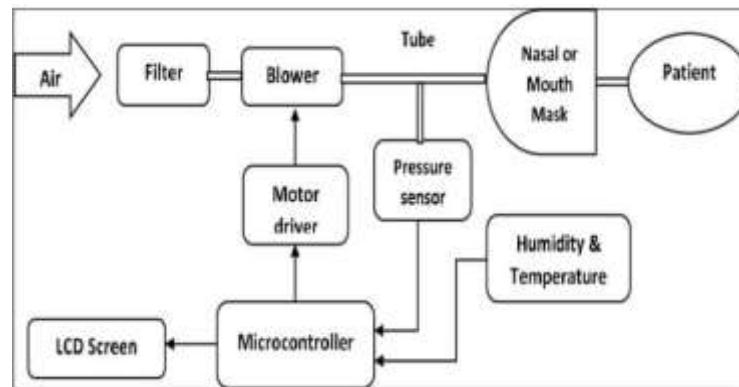 Air
Filter
Blower
Tube
Nasal or
Mouth
Mask
Patient
Motor
driver
Pressure
sensor
Humidity &
Temperature
LCD Screen
Microcontroller